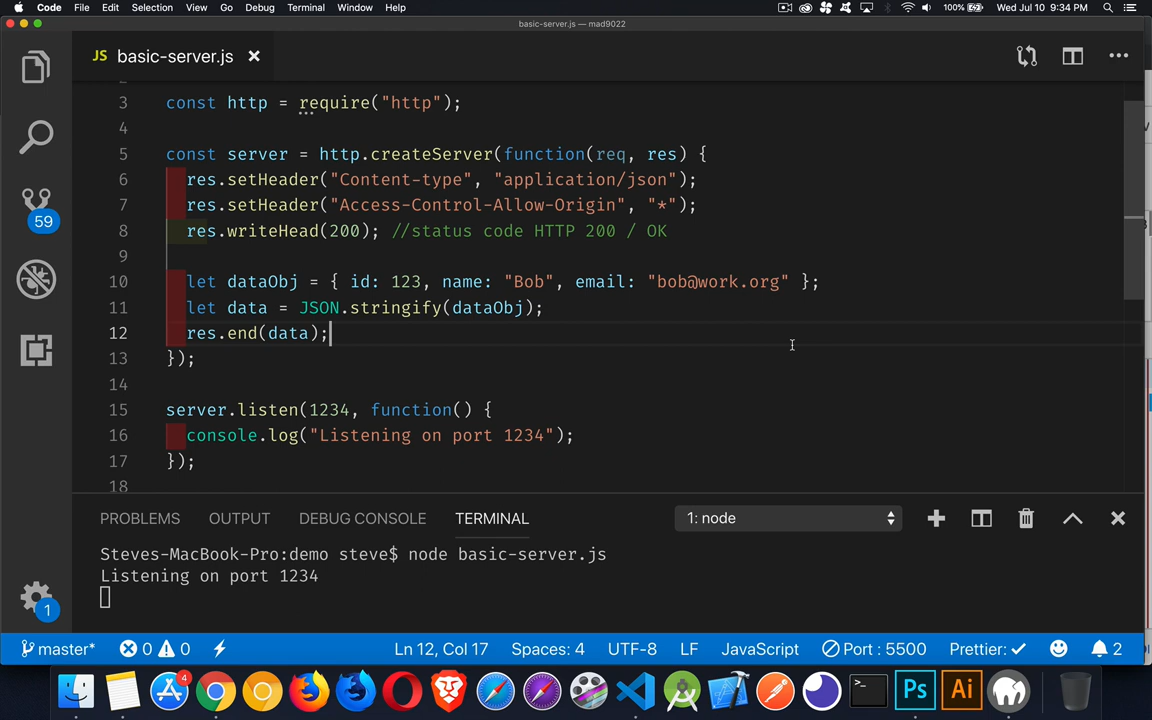 Code File Edit Selection View Go Debug Terminal Window Help 100% Wed Jul 10 9:34 PM
basic-server.js — mad9022
JS basic-server.js
3 const http = require("http");
4
5 const server = http.createServer(function(req, res) {
6 res.setHeader("Content-type", "application/json");
7 res.setHeader("Access-Control-Allow-Origin", "*");
8 res.writeHead(200); //status code HTTP 200 / OK
9
10 let dataObj = { id: 123, name: "Bob", email: "bob@work.org" };
11 let data = JSON.stringify(dataObj);
12 res.end(data);
13 });
14
15 server.listen(1234, function() {
16 console.log("Listening on port 1234");
17 });
18
59
1
PROBLEMS OUTPUT DEBUG CONSOLE TERMINAL 1: node
Steves-MacBook-Pro:demo steve$ node basic-server.js
Listening on port 1234
master* 0 0 Ln 12, Col 17 Spaces: 4 UTF-8 LF JavaScript Port : 5500 Prettier: ✓ 2
4 >_ Ps Ai